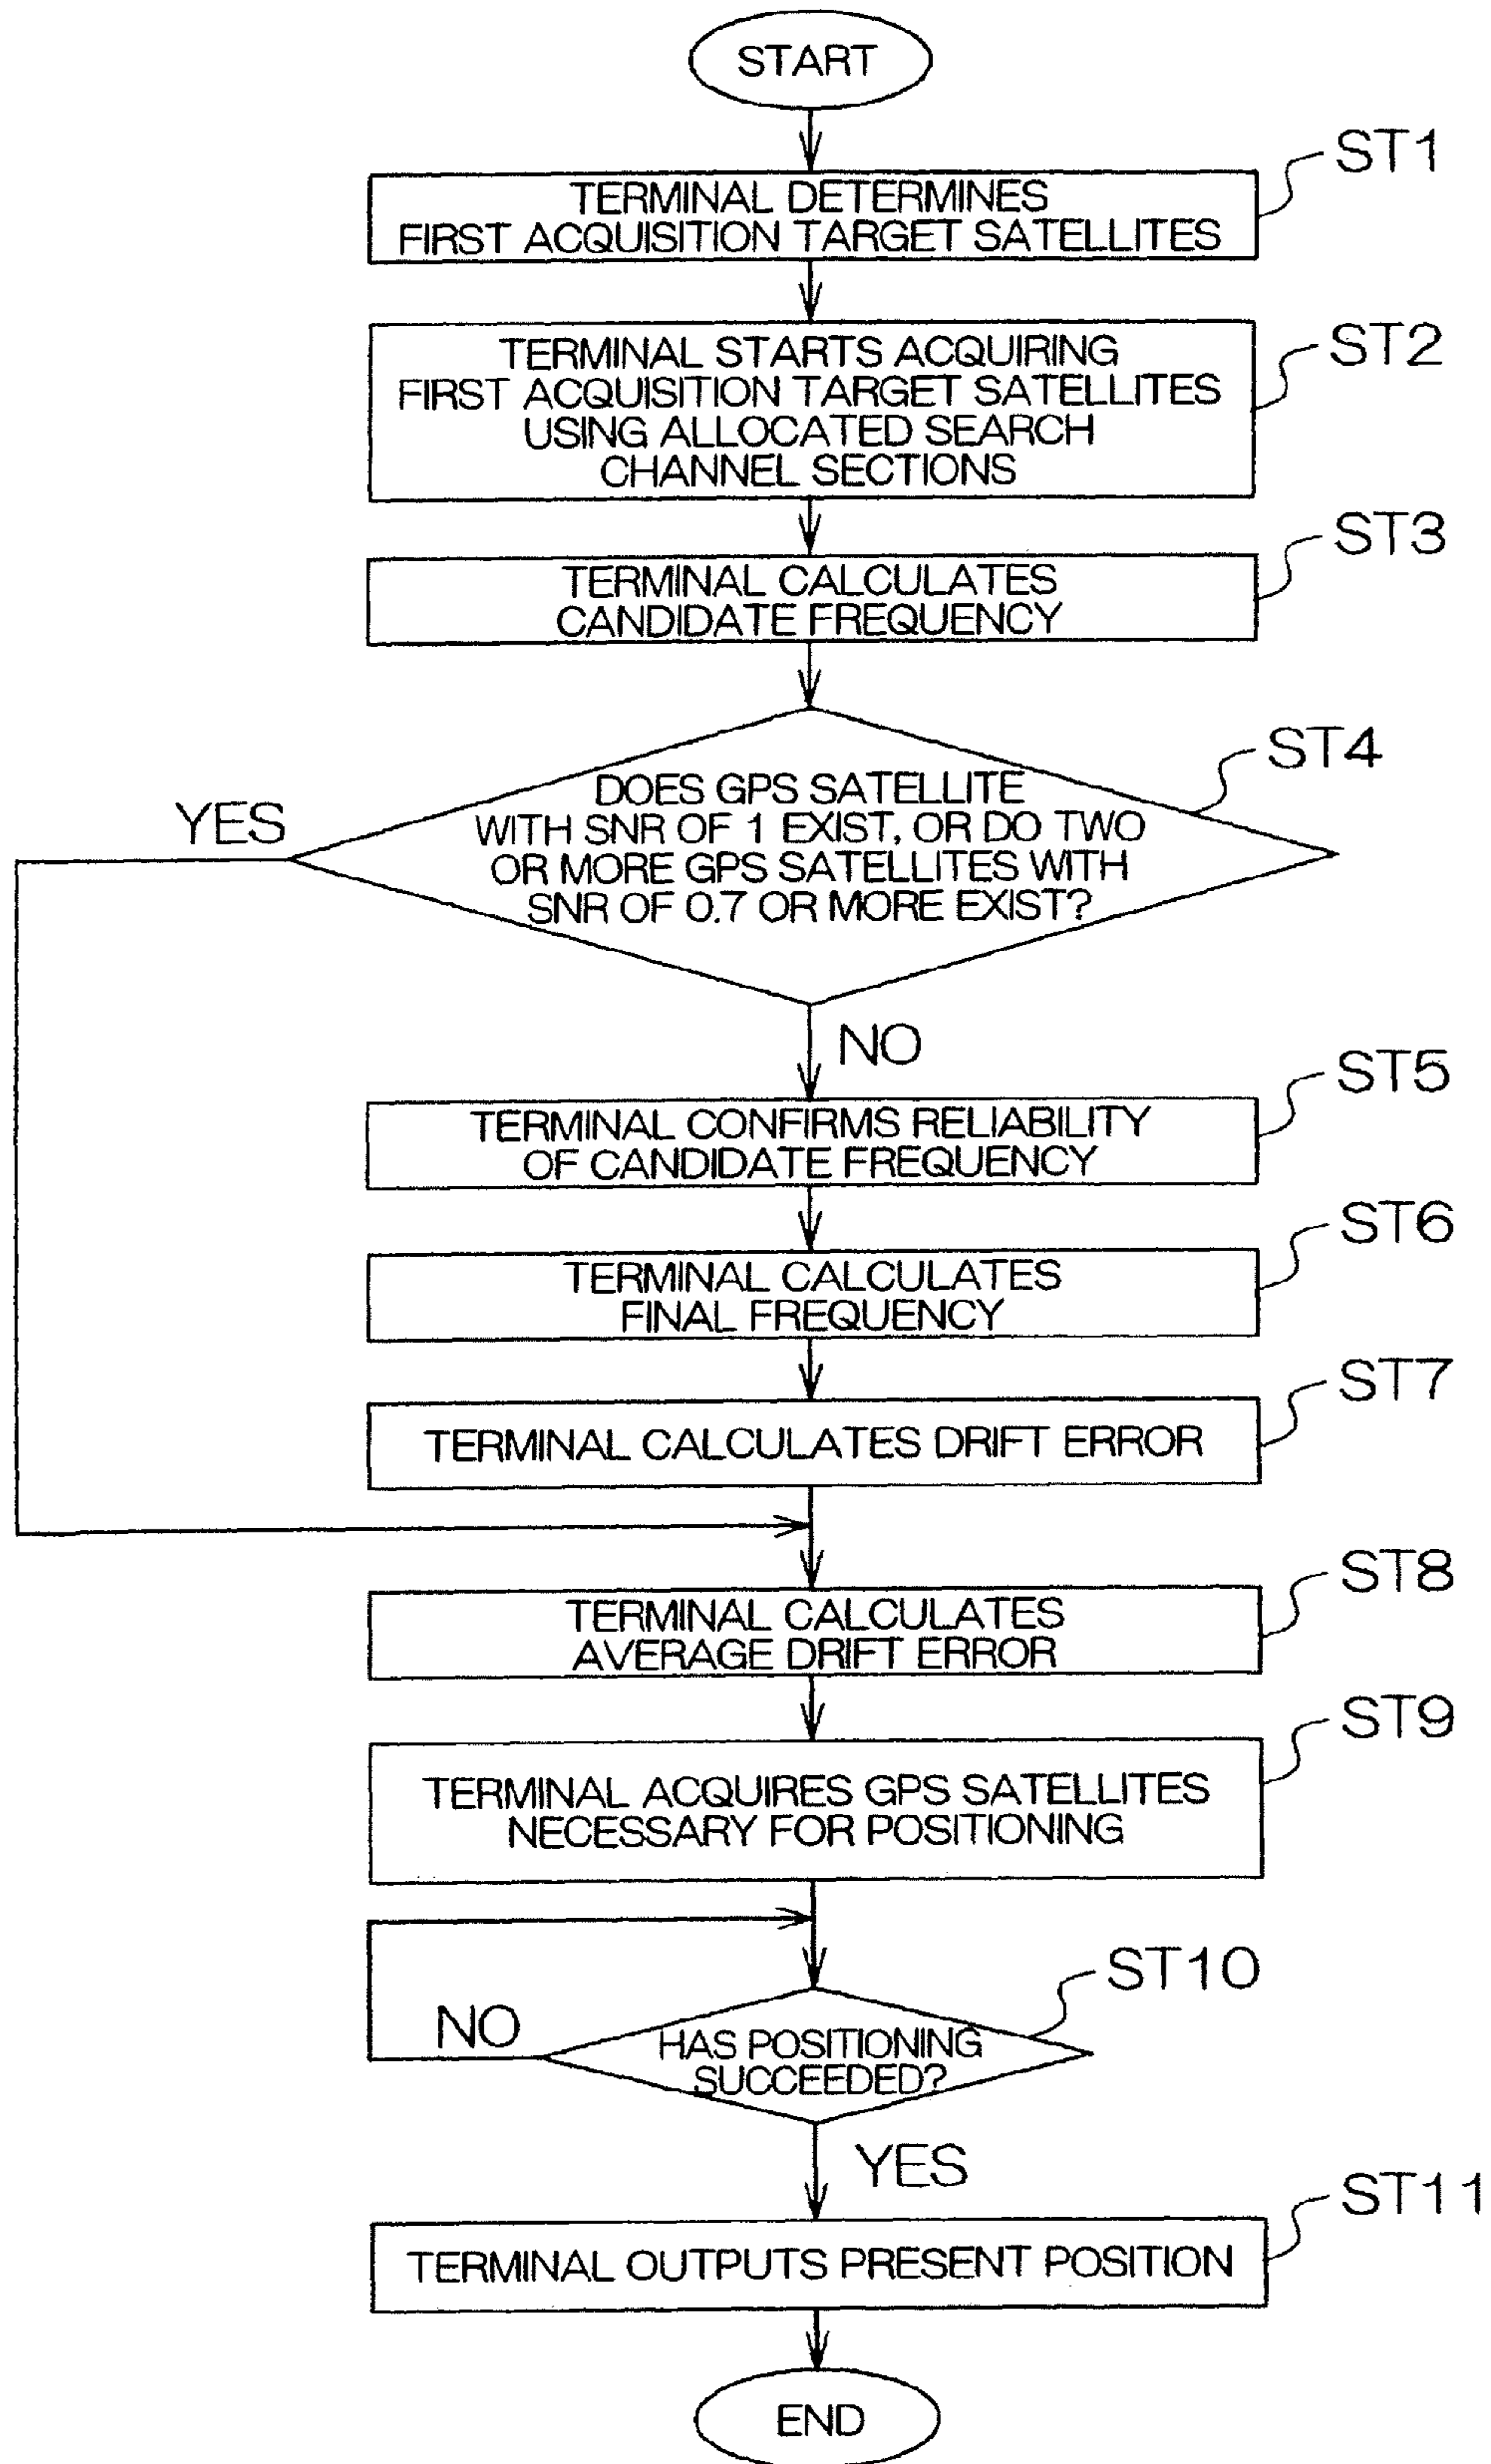 START
ST1
TERMINAL DETERMINES
FIRST ACQUISITION TARGET SATELLITES
ST2
TERMINAL STARTS ACQUIRING
FIRST ACQUISITION TARGET SATELLITES
USING ALLOCATED SEARCH
CHANNEL SECTIONS
ST3
TERMINAL CALCULATES
CANDIDATE FREQUENCY
ST4
DOES GPS SATELLITE
WITH SNR OF 1 EXIST, OR DO TWO
OR MORE GPS SATELLITES WITH
SNR OF 0.7 OR MORE EXIST?
YES
NO
ST5
TERMINAL CONFIRMS RELIABILITY
OF CANDIDATE FREQUENCY
ST6
TERMINAL CALCULATES
FINAL FREQUENCY
ST7
TERMINAL CALCULATES DRIFT ERROR
ST8
TERMINAL CALCULATES
AVERAGE DRIFT ERROR
ST9
TERMINAL ACQUIRES GPS SATELLITES
NECESSARY FOR POSITIONING
ST10
HAS POSITIONING
SUCCEEDED?
NO
YES
ST11
TERMINAL OUTPUTS PRESENT POSITION
END